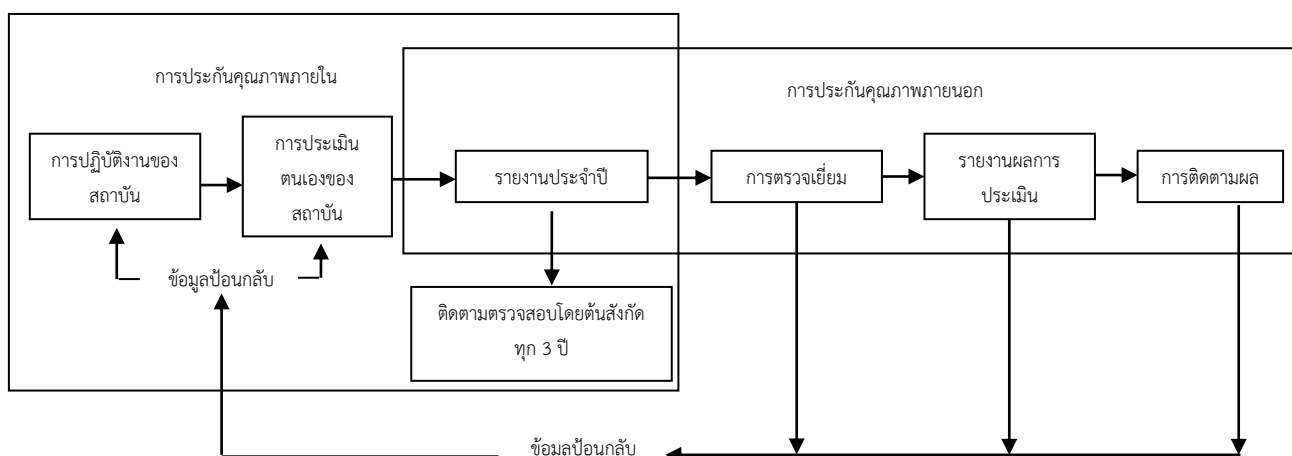 การประกันคุณภาพภายใน
การประกันคุณภาพภายนอก
การปฏิบัติงานของ
สถาบัน
การประเมิน
ตนเองของ
สถาบัน
รายงานประจำปี
การตรวจเยี่ยม
รายงานผลการ
ประเมิน
การติดตามผล
ข้อมูลป้อนกลับ
ติดตามตรวจสอบโดยต้นสังกัด
ทุก 3 ปี
ข้อมูลป้อนกลับ